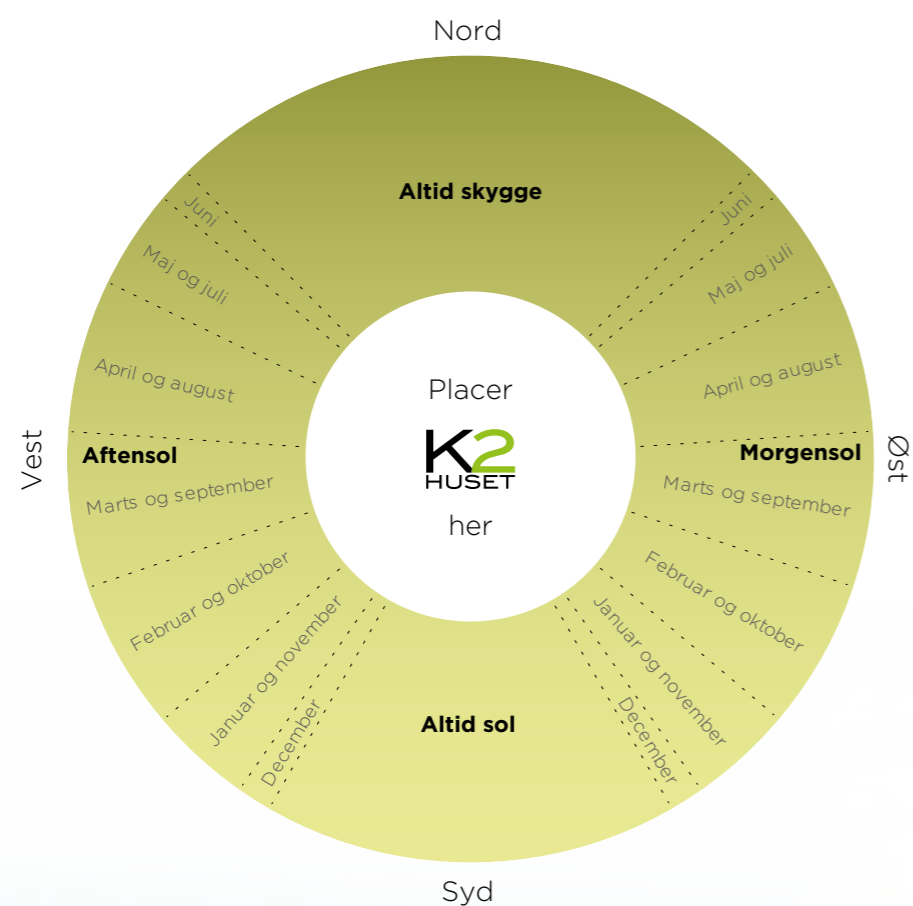 Nord
Altid skygge
Juni
Juni
Maj og juli
Maj og juli
April og august
April og august
Placer
K2
HUSET
her
Vest
Aftensol
Morgensol
Øst
Marts og september
Marts og september
Februar og oktober
Februar og oktober
Januar og november
Januar og november
December
December
Altid sol
Syd